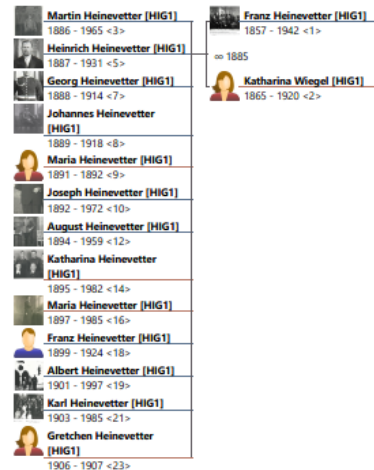 Martin Heinevetter [HIG1]
1886 - 1965 <3>
Heinrich Heinevetter [HIG1]
1887 - 1931 <5>
Georg Heinevetter [HIG1]
1888 - 1914 <7>
Johannes Heinevetter
[HIG1]
1889 - 1918 <8>
Maria Heinevetter [HIG1]
1891 - 1892 <9>
Joseph Heinevetter [HIG1]
1892 - 1972 <10>
August Heinevetter [HIG1]
1894 - 1959 <12>
Katharina Heinevetter
[HIG1]
1895 - 1982 <14>
Maria Heinevetter [HIG1]
1897 - 1985 <16>
Franz Heinevetter [HIG1]
1899 - 1924 <18>
Albert Heinevetter [HIG1]
1901 - 1997 <19>
Karl Heinevetter [HIG1]
1903 - 1985 <21>
Gretchen Heinevetter
[HIG1]
1906 - 1907 <23>
Franz Heinevetter [HIG1]
1857 - 1942 <1>
∞ 1885
Katharina Wiegel [HIG1]
1865 - 1920 <2>